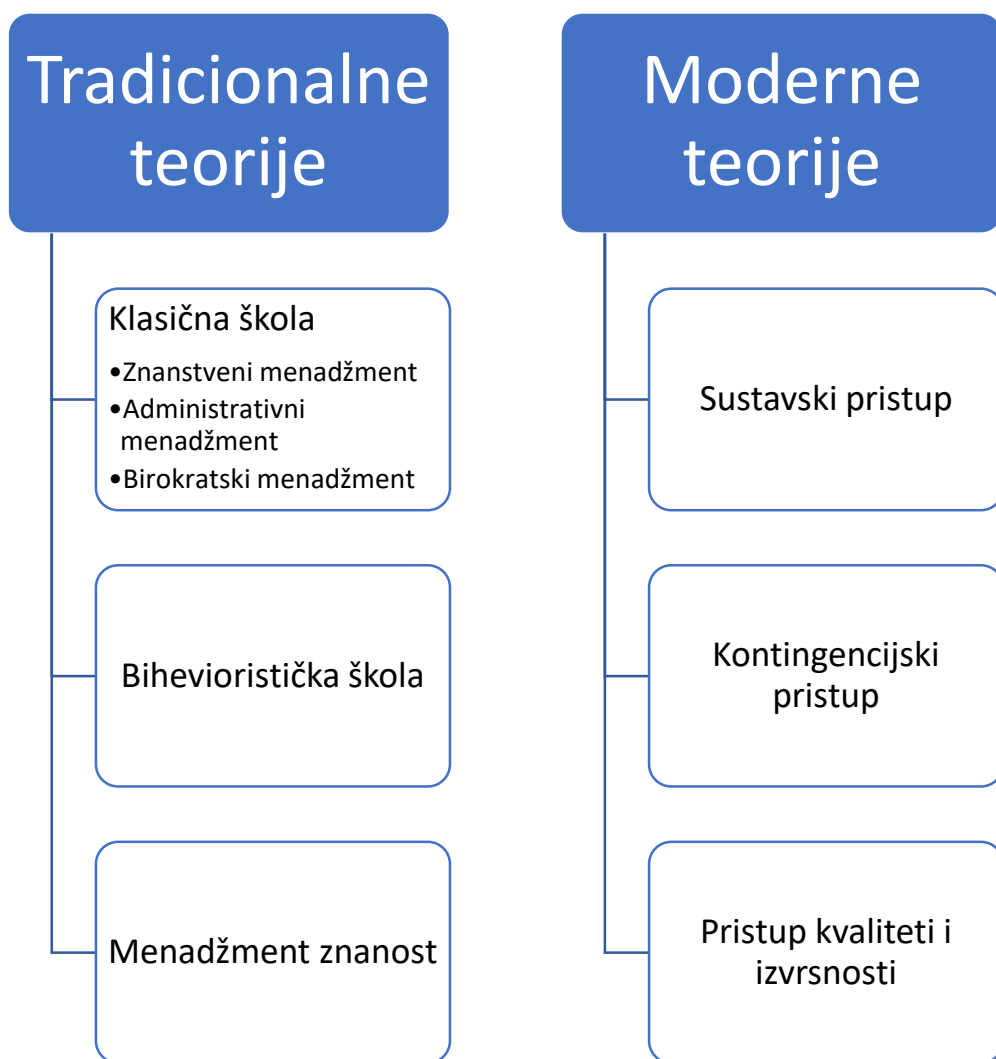 Tradicionalne
teorije
Klasična škola
•Znanstveni menadžment
•Administrativni
menadžment
•Birokratski menadžment
Bihevioristička škola
Menadžment znanost
Moderne
teorije
Sustavski pristup
Kontingencijski
pristup
Pristup kvaliteti i
izvrsnosti